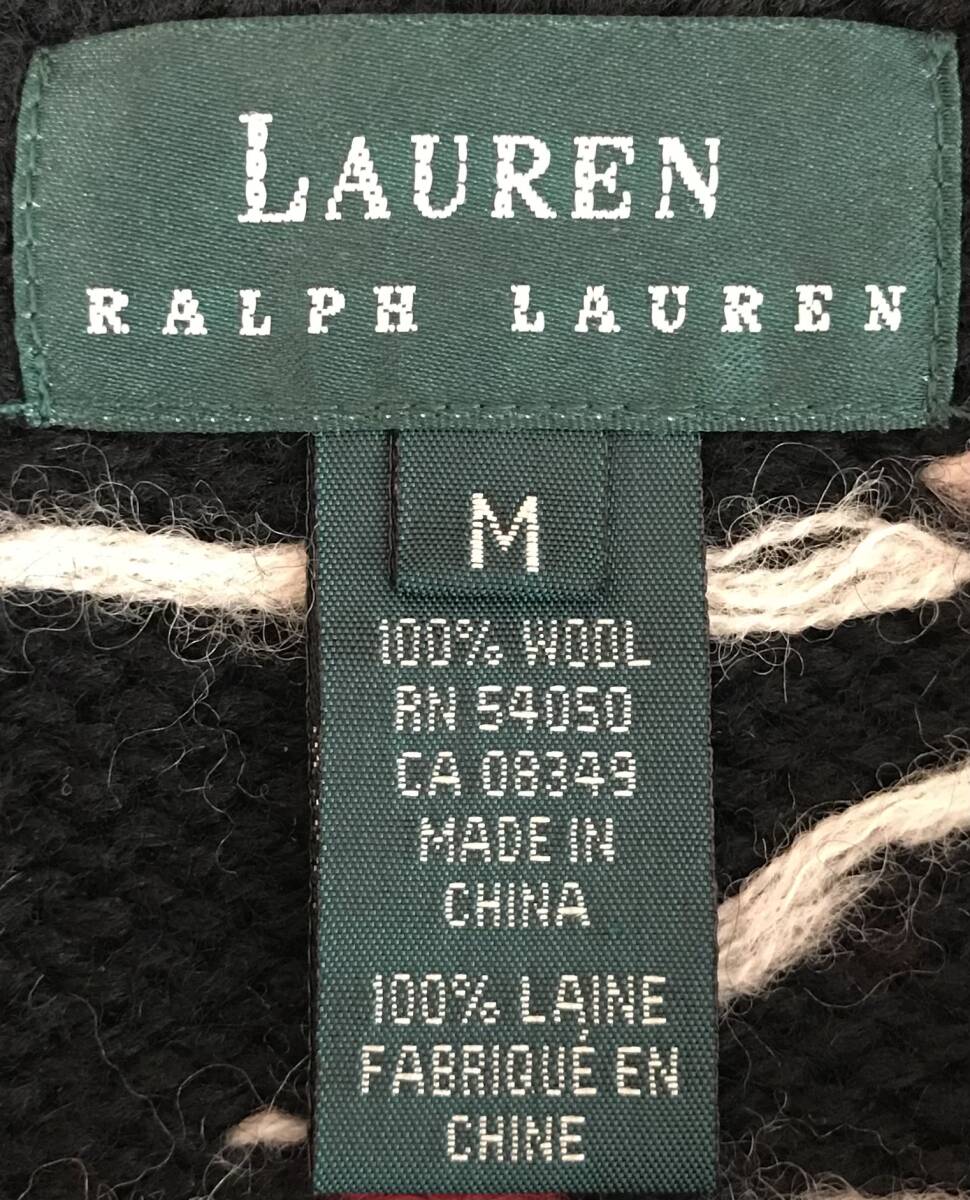 LAUREN
RALPH LAUREN
M
100% WOOL
RN 54050
CA 08349
MADE IN
CHINA
100% LAINE
FABRIQUÉ EN
CHINE